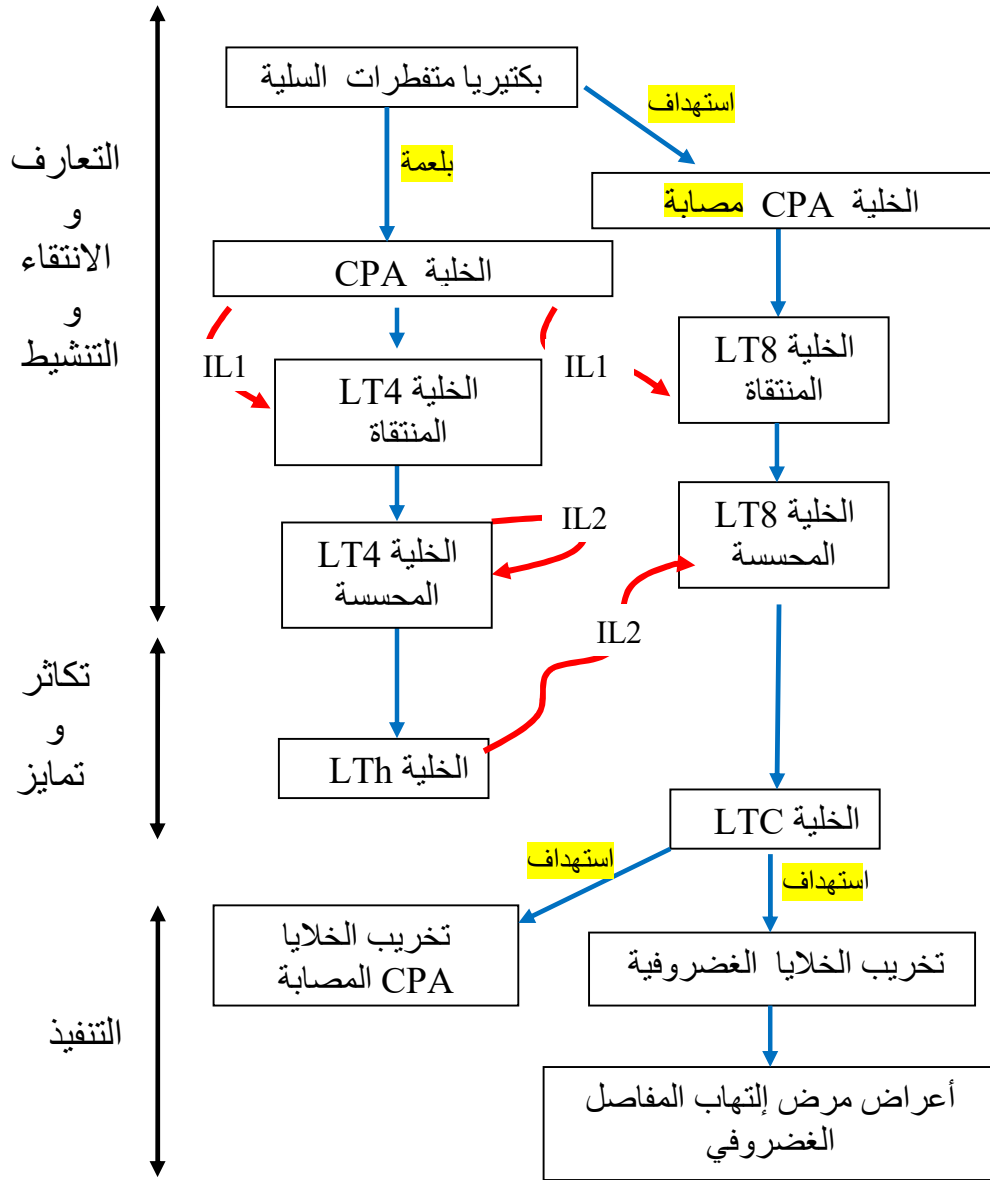 بكتيريا متفطرات السلية
استهداف
بلعمة
التعارف
و
الانتقاء
و
التنشيط
الخلية CPA مصابة
الخلية CPA
IL1
IL1
الخلية LT4
المنتقاة
الخلية LT8
المنتقاة
الخلية LT4
المحسسة
IL2
الخلية LT8
المحسسة
IL2
تكاثر
و
تمايز
الخلية LTh
الخلية LTC
استهداف
استهداف
تخريب الخلايا
CPA المصابة
تخريب الخلايا الغضروفية
التنفيذ
أعراض مرض إلتهاب المفاصل
الغضروفي